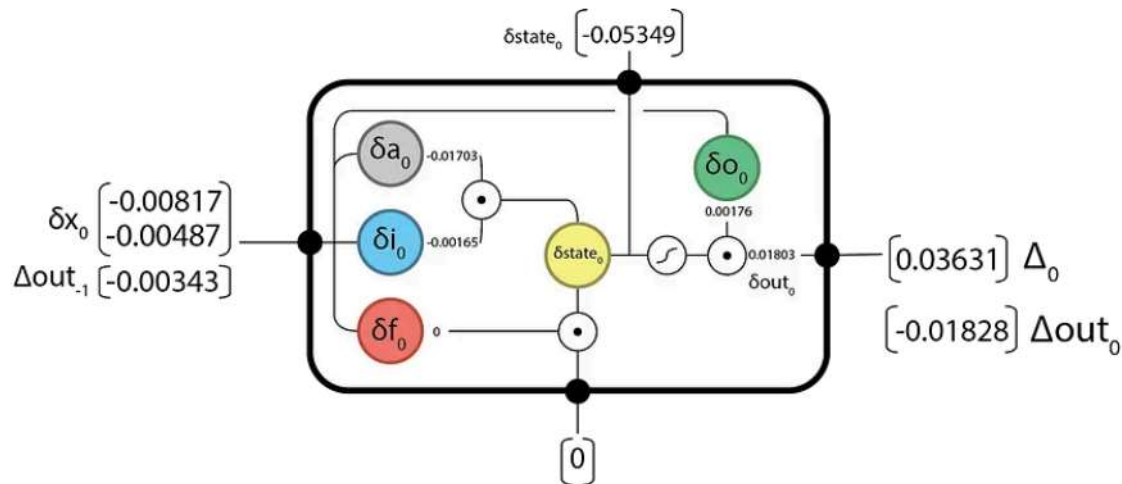 δstate₀ [-0.05349]
δa₀ -0.01703
δo₀
0.00176
δx₀ [-0.00817
-0.00487]
δi₀ -0.00165
δstate₀
0.01803
δout₀
[0.03631] Δ₀
Δout₋₁ [-0.00343]
δf₀ 0
[-0.01828] Δout₀
[0]